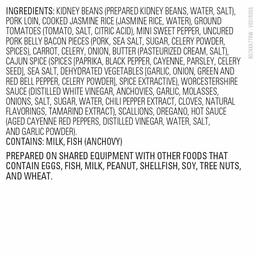 INGREDIENTS: KIDNEY BEANS (PREPARED KIDNEY BEANS, WATER, SALT),
PORK LOIN, COOKED JASMINE RICE (JASMINE RICE, WATER), GROUND
TOMATOES (TOMATO, SALT, CITRIC ACID), MINI SWEET PEPPER, UNCURED
PORK BELLY BACON PIECES (PORK, SEA SALT, SUGAR, CELERY POWDER,
SPICES), CARROT, CELERY, ONION, BUTTER (PASTEURIZED CREAM, SALT),
CAJUN SPICE (SPICES [PAPRIKA, BLACK PEPPER, CAYENNE, PARSLEY, CELERY
SEED], SEA SALT, DEHYDRATED VEGETABLES [GARLIC, ONION, GREEN AND
RED BELL PEPPER, CELERY POWDER], SPICE EXTRACTIVE), WORCESTERSHIRE
SAUCE (DISTILLED WHITE VINEGAR, ANCHOVIES, GARLIC, MOLASSES,
ONIONS, SALT, SUGAR, WATER, CHILI PEPPER EXTRACT, CLOVES, NATURAL
FLAVORINGS, TAMARIND EXTRACT), SCALLIONS, OREGANO, HOT SAUCE
(AGED CAYENNE RED PEPPERS, DISTILLED VINEGAR, WATER, SALT,
AND GARLIC POWDER).
CONTAINS: MILK, FISH (ANCHOVY)
PREPARED ON SHARED EQUIPMENT WITH OTHER FOODS THAT
CONTAIN EGGS, FISH, MILK, PEANUT, SHELLFISH, SOY, TREE NUTS,
AND WHEAT.